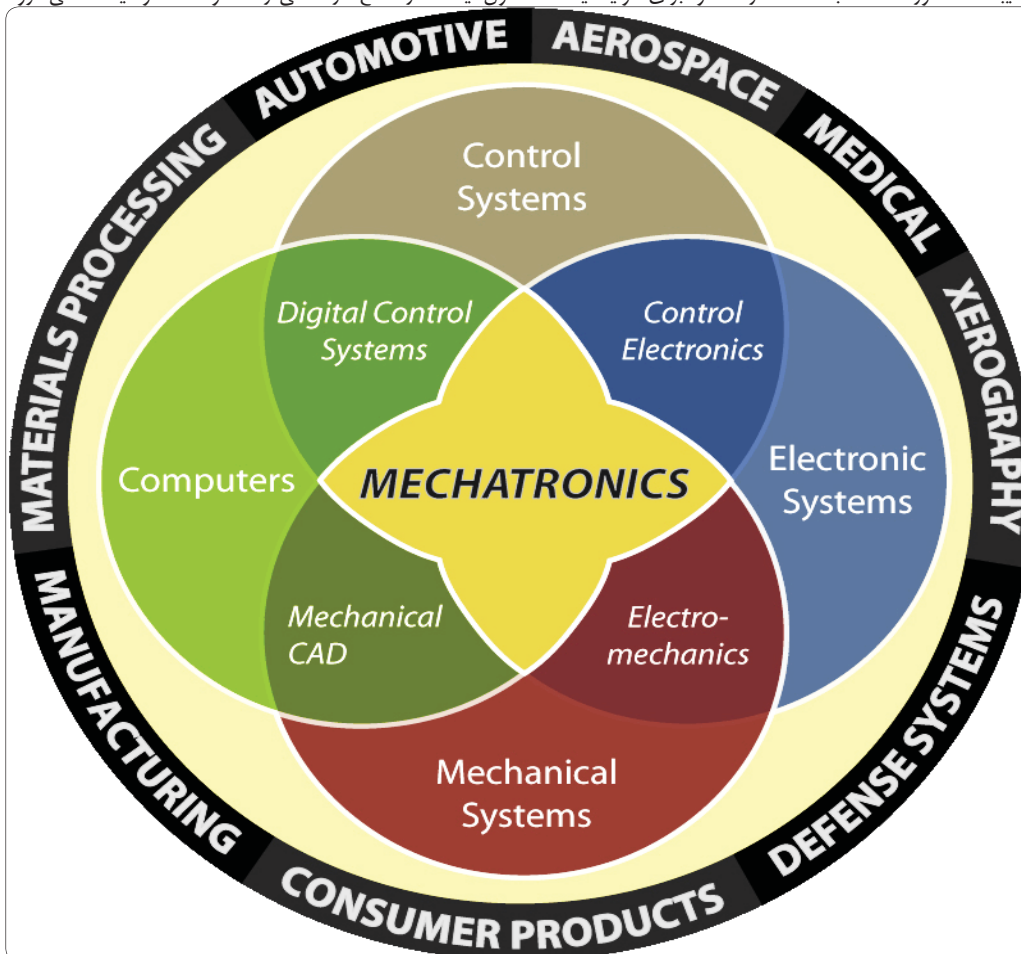 AUTOMOTIVE
AEROSPACE
MEDICAL
XEROGRAPHY
DEFENSE SYSTEMS
CONSUMER PRODUCTS
MANUFACTURING
MATERIALS PROCESSING
Control
Systems
Digital Control
Systems
Control
Electronics
Computers
MECHATRONICS
Electronic
Systems
Mechanical
CAD
Electro-
mechanics
Mechanical
Systems